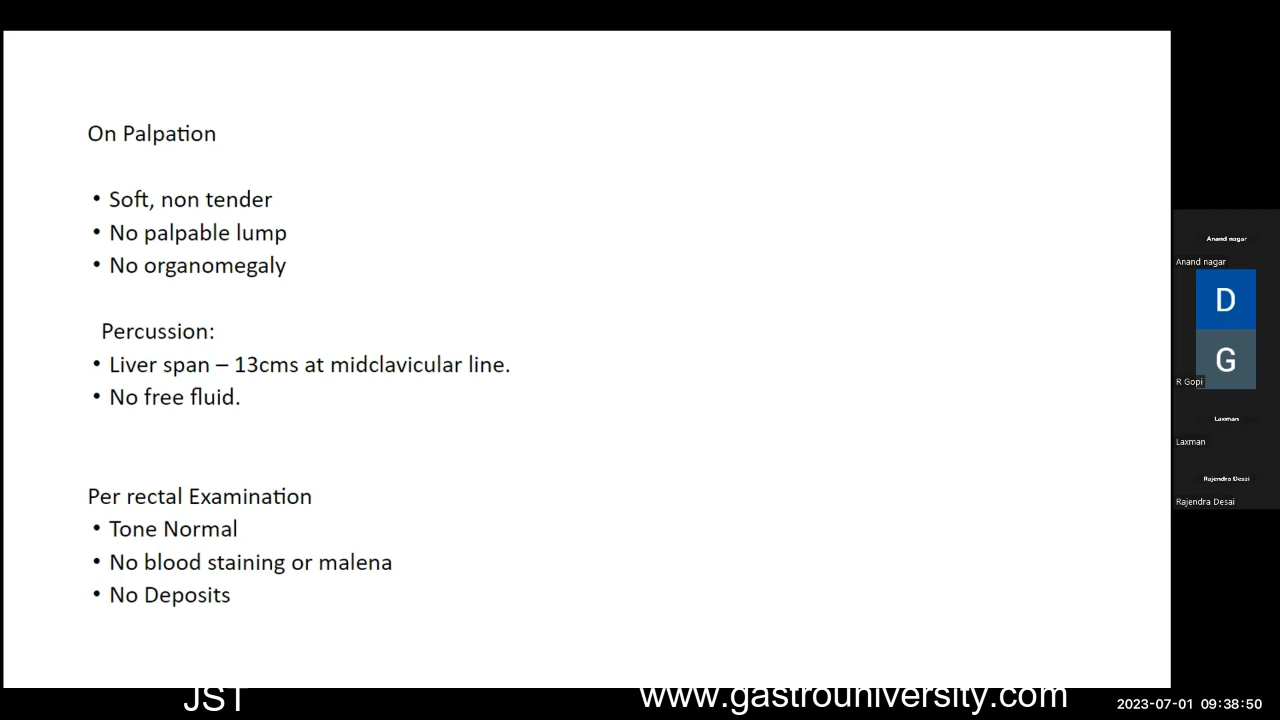 On Palpation
• Soft, non tender
• No palpable lump
• No organomegaly
Percussion:
• Liver span – 13cms at midclavicular line.
• No free fluid.
Per rectal Examination
• Tone Normal
• No blood staining or malena
• No Deposits
Anand nagar
Anand nagar
D
G
R Gopi
Laxman
Laxman
Rajendra Desai
Rajendra Desai
JST
www.gastrouniversity.com
2023-07-01 09:38:50